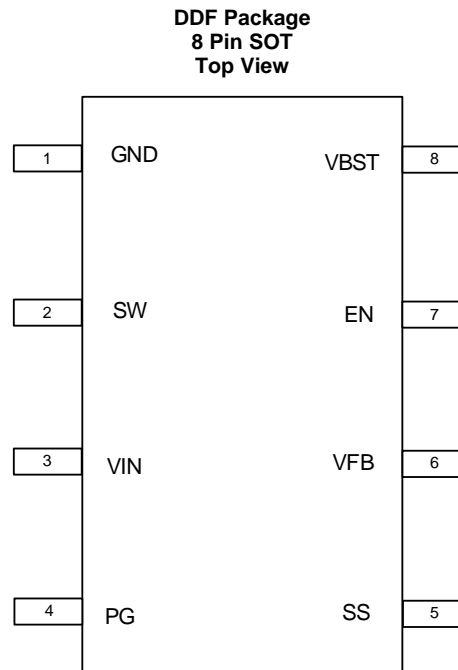 DDF Package
8 Pin SOT
Top View
1 GND VBST 8
2 SW EN 7
3 VIN VFB 6
4 PG SS 5